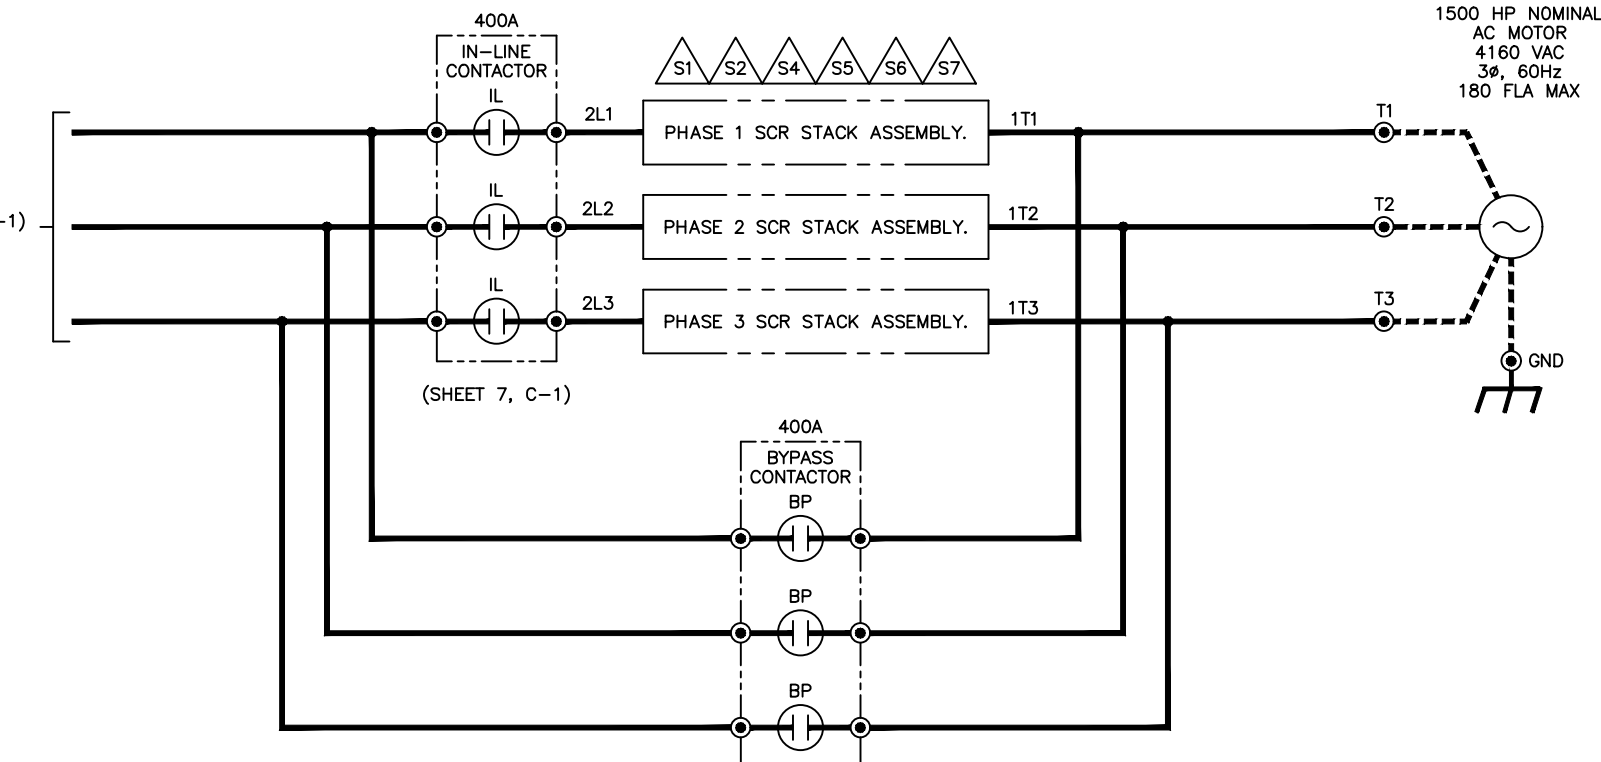 1500 HP NOMINAL
AC MOTOR
4160 VAC
3ø, 60Hz
180 FLA MAX
400A
IN-LINE
CONTACTOR
S1 S2 S4 S5 S6 S7
IL
2L1
PHASE 1 SCR STACK ASSEMBLY.
1T1
T1
-1)
IL
2L2
PHASE 2 SCR STACK ASSEMBLY.
1T2
T2
IL
2L3
PHASE 3 SCR STACK ASSEMBLY.
1T3
T3
GND
(SHEET 7, C-1)
400A
BYPASS
CONTACTOR
BP
BP
BP